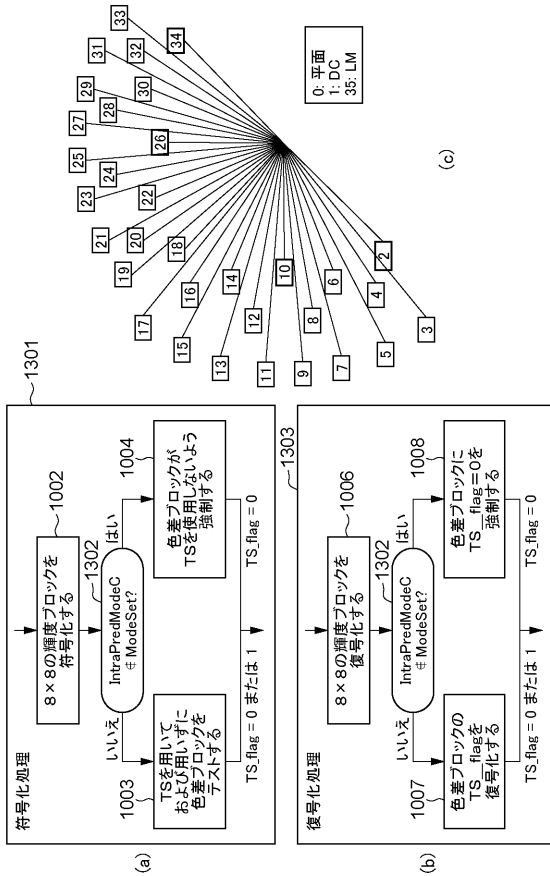 符号化処理
1301
8×8の輝度ブロックを
符号化する
1002
1302
IntraPredModeC
∉ ModeSet?
いいえ
はい
1003
TSを用いて
および用いずに
色差ブロックを
テストする
1004
色差ブロックが
TSを使用しないよう
強制する
TS_flag = 0 または 1
TS_flag = 0
(a)
復号化処理
1303
8×8の輝度ブロックを
復号化する
1006
1302
IntraPredModeC
∉ ModeSet?
いいえ
はい
1007
色差ブロックの
TS_flagを
復号化する
1008
色差ブロックに
TS_flag=0を
強制する
TS_flag = 0 または 1
TS_flag = 0
(b)
17
19
21
23
25
27
29
31
33
18
20
22
24
26
28
30
32
34
15
16
13
14
11
12
9
10
7
8
5
6
3
4
2
0: 平面
1: DC
35: LM
(c)